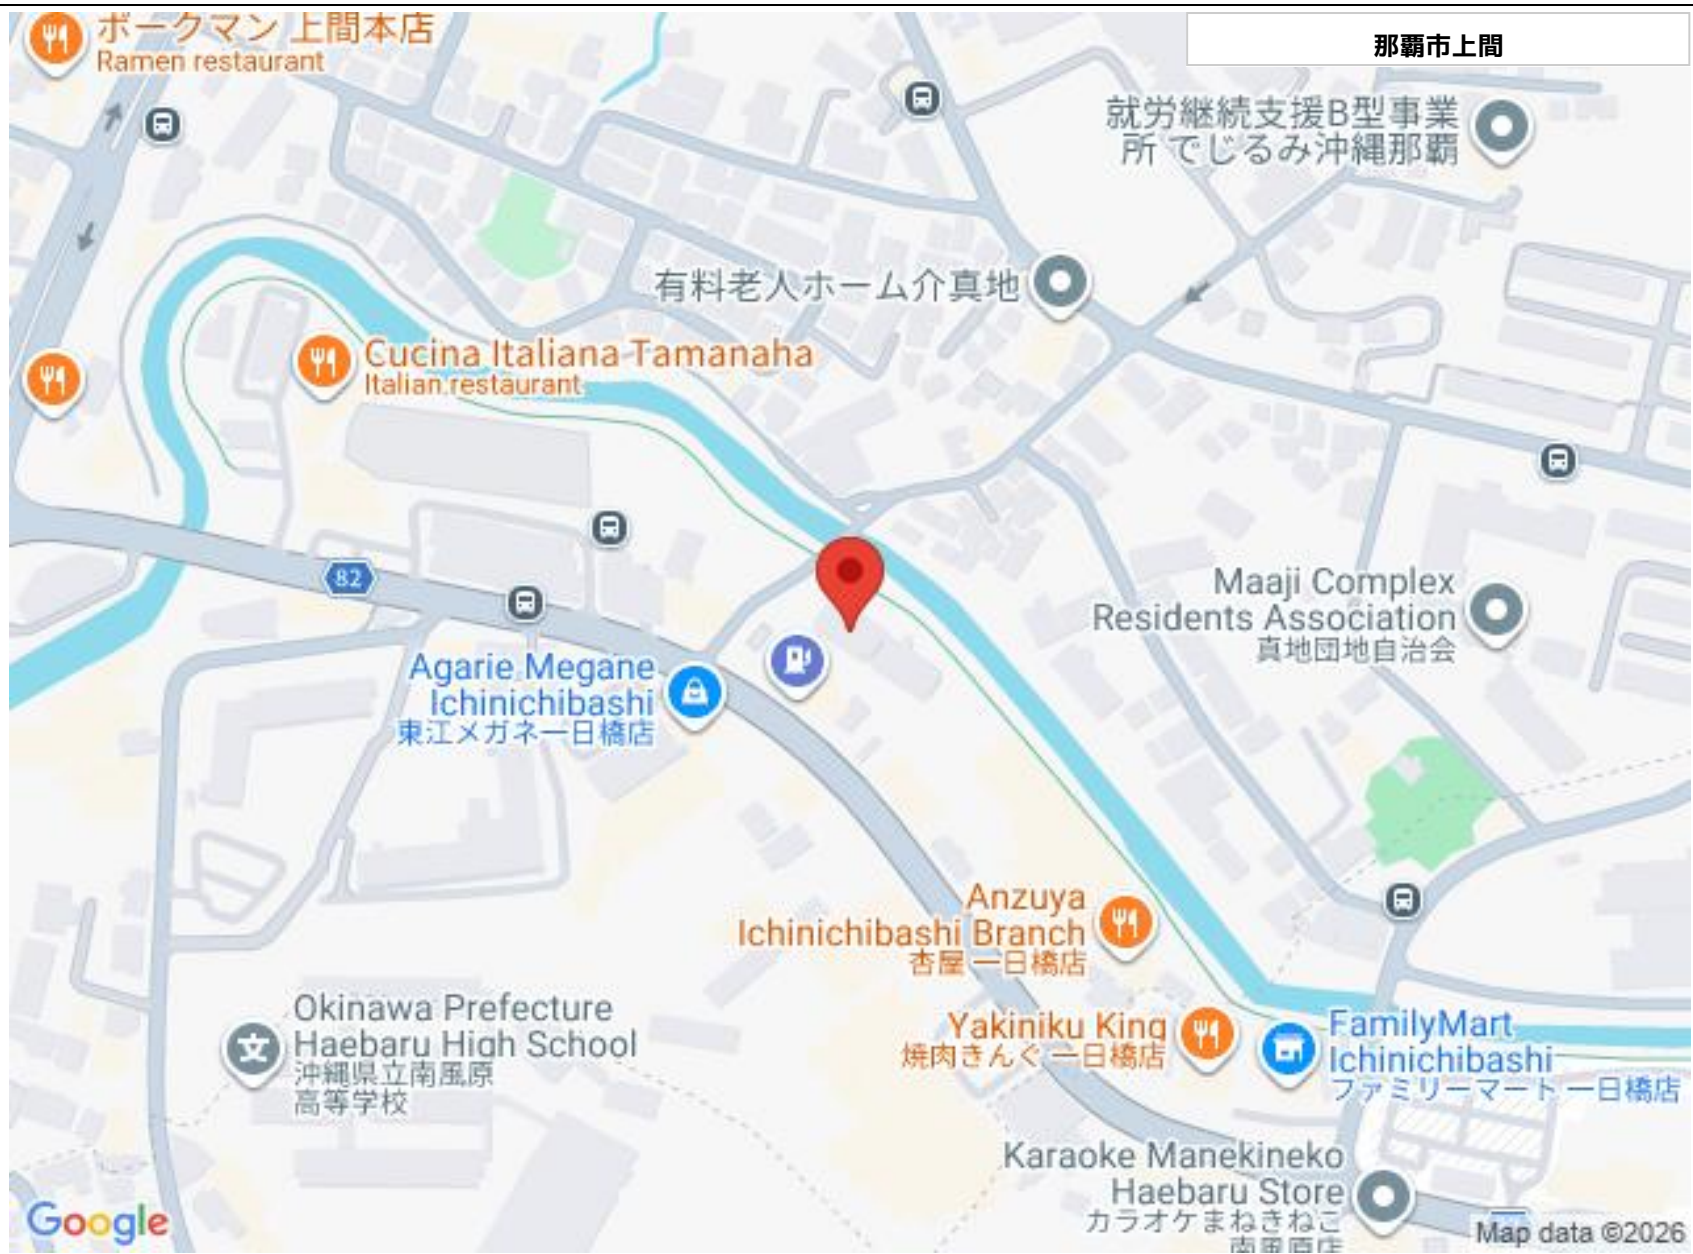 ボークマン 上間本店
Ramen restaurant
那覇市上間
就労継続支援B型事業
所 でじるみ沖縄那覇
有料老人ホーム介真地
Cucina Italiana Tamanaha
Italian restaurant
82
Maaji Complex
Residents Association
真地団地自治会
Agarie Megane
Ichinichibashi
東江メガネ一日橋店
Anzuya
Ichinichibashi Branch
杏屋 一日橋店
Okinawa Prefecture
Haebaru High School
沖縄県立南風原
高等学校
文
Yakiniku King
焼肉きんぐ 一日橋店
FamilyMart
Ichinichibashi
ファミリーマート 一日橋店
Karaoke Manekineko
Haebaru Store
カラオケまねきねこ
南風原店
Google
Map data ©2026